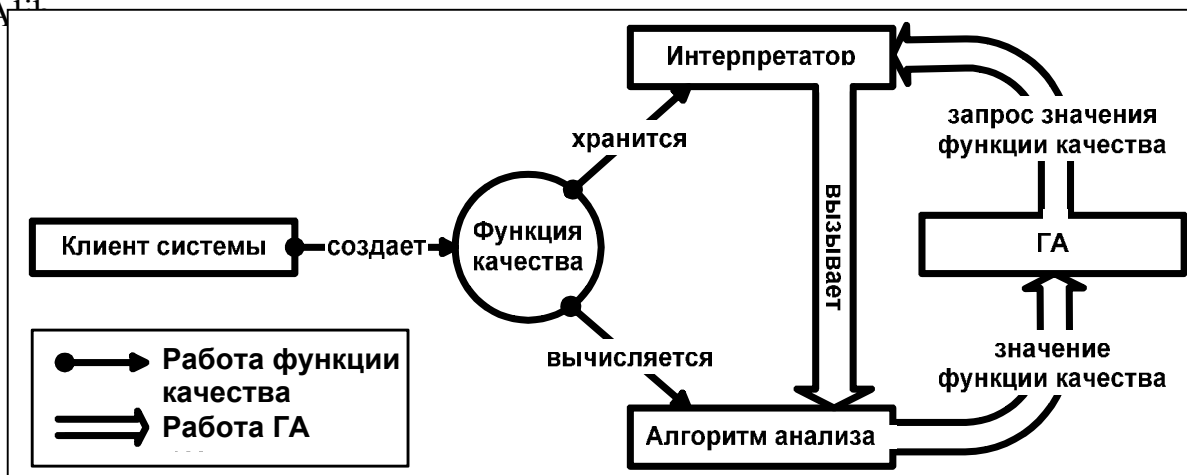 Интерпретатор
запрос значения
функции качества
хранится
вызывает
Клиент системы
создает
Функция
качества
ГА
вычисляется
значение
функции качества
Алгоритм анализа
Работа функции
качества
Работа ГА